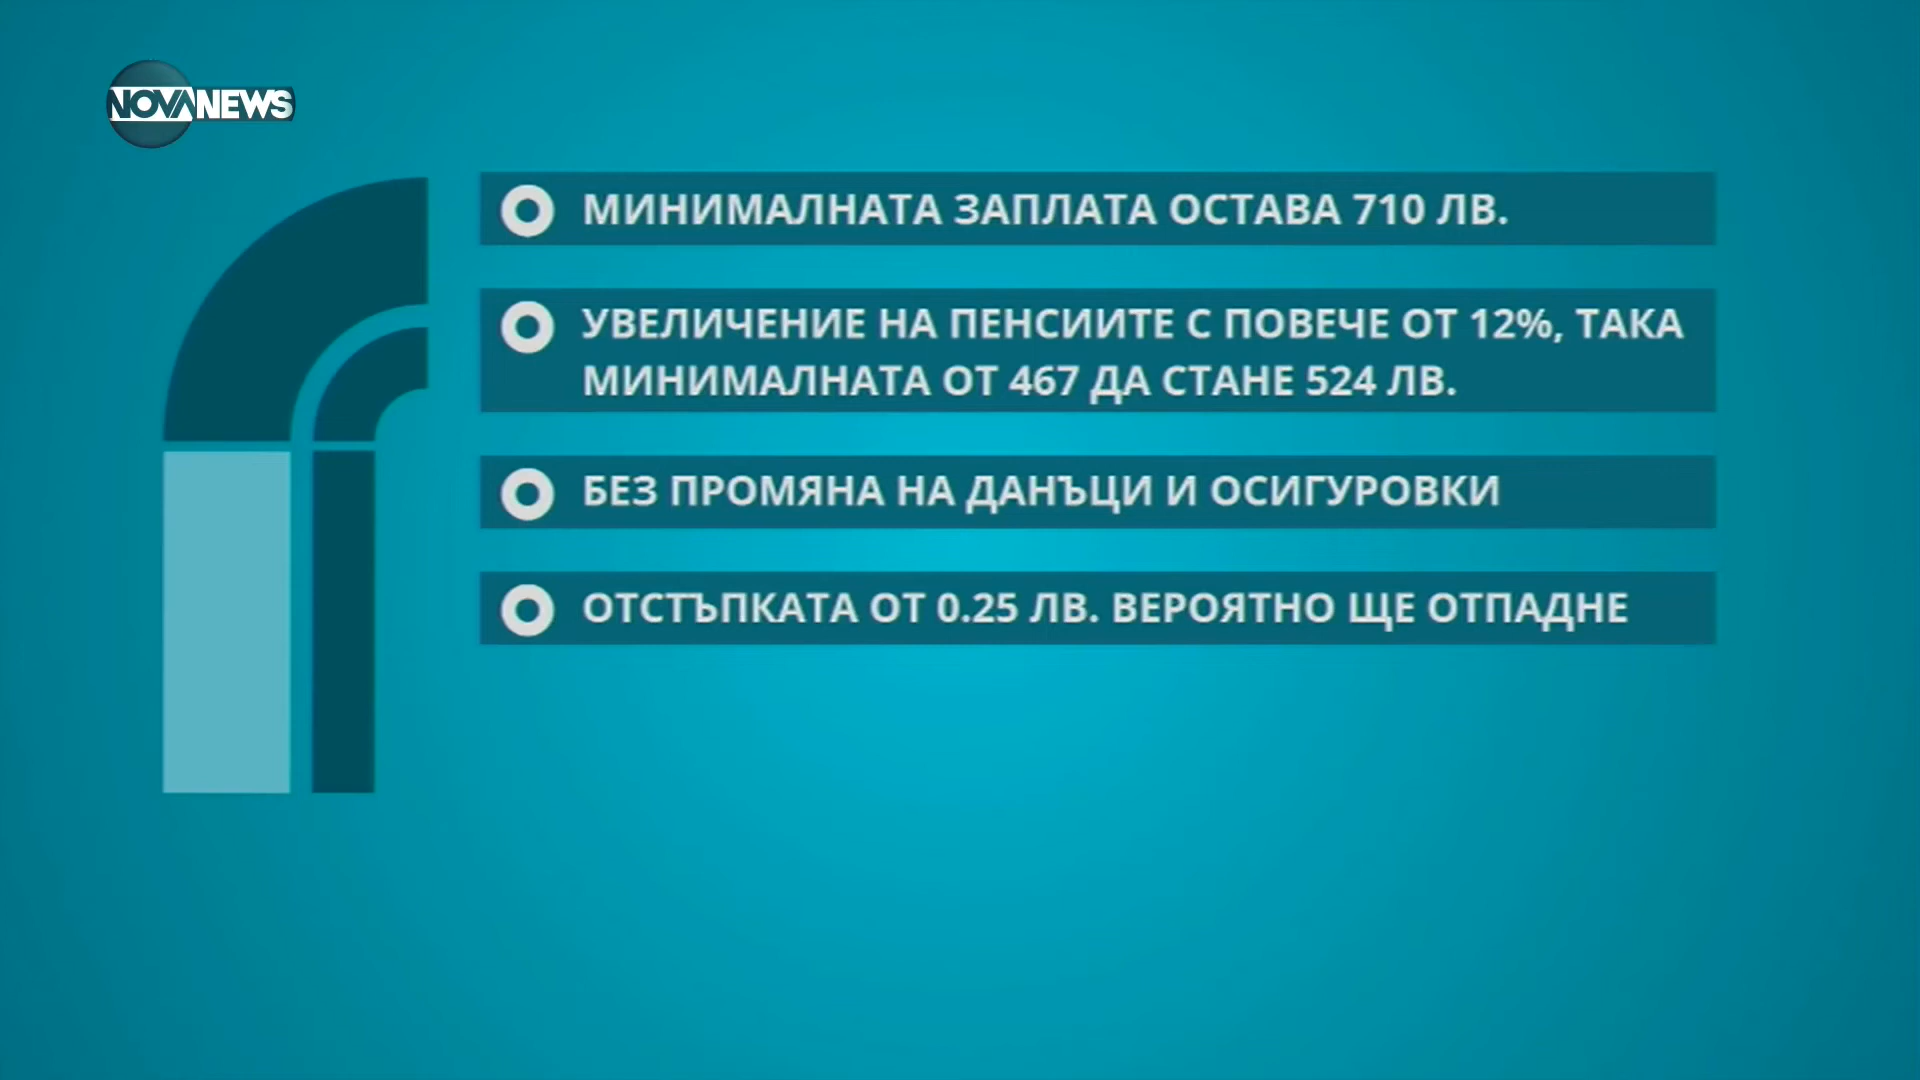 NOVANEWS
МИНИМАЛНАТА ЗАПЛАТА ОСТАВА 710 ЛВ.
УВЕЛИЧЕНИЕ НА ПЕНСИИТЕ С ПОВЕЧЕ ОТ 12%, ТАКА
МИНИМАЛНАТА ОТ 467 ДА СТАНЕ 524 ЛВ.
БЕЗ ПРОМЯНА НА ДАНЪЦИ И ОСИГУРОВКИ
ОТСТЪПКАТА ОТ 0.25 ЛВ. ВЕРОЯТНО ЩЕ ОТПАДНЕ